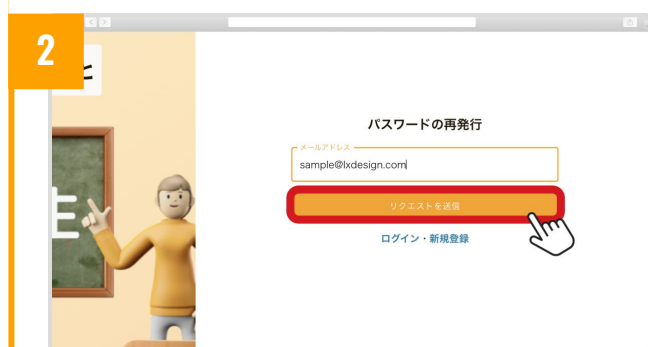 2
と
パスワードの再発行
メールアドレス
sample@lxdesign.com
リクエストを送信
ログイン・新規登録